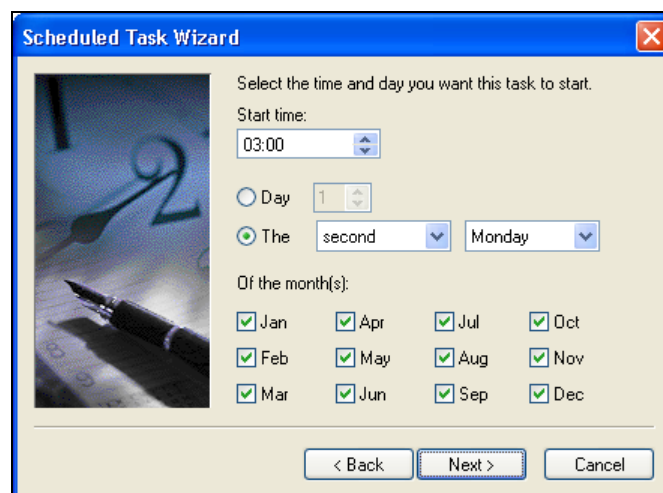 Scheduled Task Wizard
Select the time and day you want this task to start.
Start time:
03:00
Day 1
The second Monday
Of the month(s):
Jan Apr Jul Oct
Feb May Aug Nov
Mar Jun Sep Dec
< Back Next > Cancel